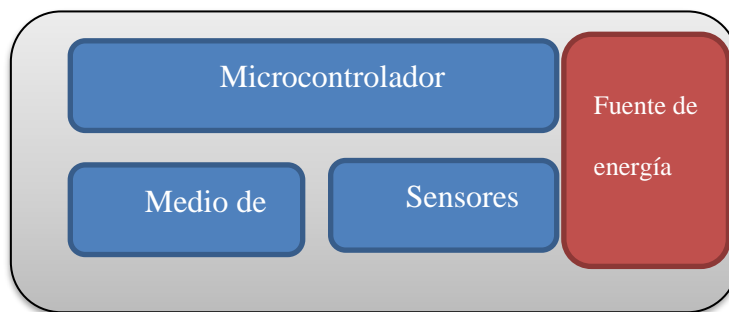 Microcontrolador
Fuente de
energía
Medio de
Sensores